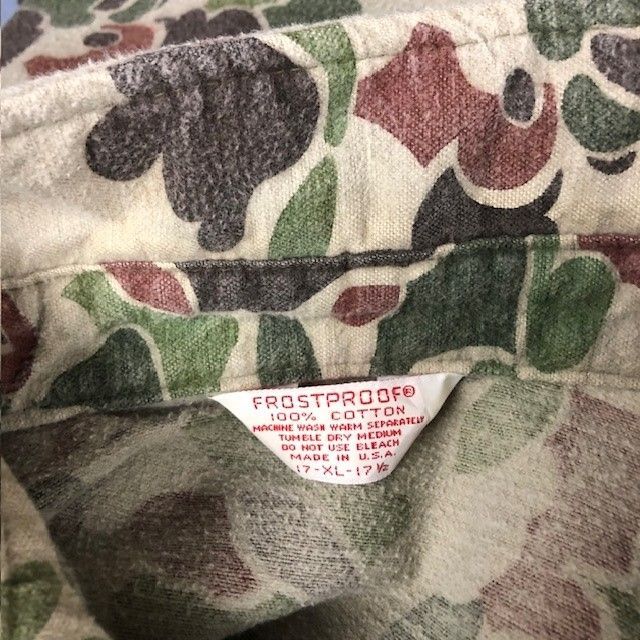 FROSTPROOF®
100% COTTON
MACHINE WASH WARM SEPARATELY
TUMBLE DRY MEDIUM
DO NOT USE BLEACH
MADE IN U.S.A.
17-XL-17½